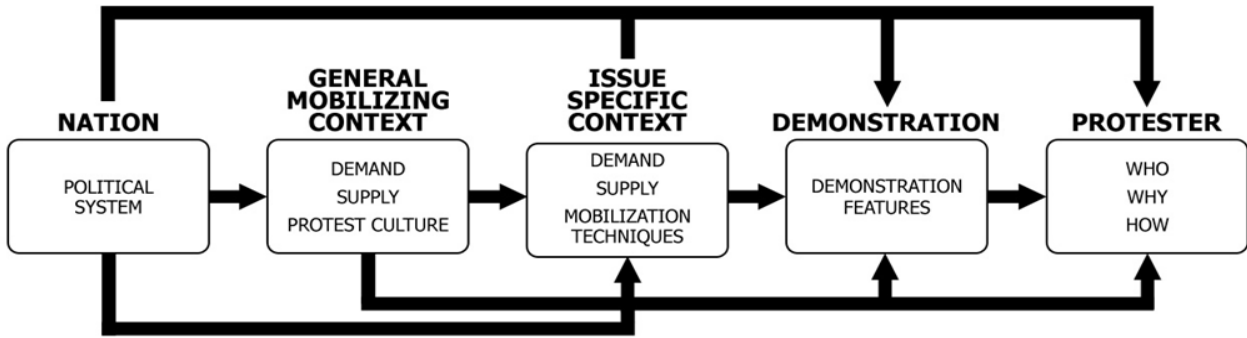 NATION
POLITICAL
SYSTEM
GENERAL
MOBILIZING
CONTEXT
DEMAND
SUPPLY
PROTEST CULTURE
ISSUE
SPECIFIC
CONTEXT
DEMAND
SUPPLY
MOBILIZATION
TECHNIQUES
DEMONSTRATION
DEMONSTRATION
FEATURES
PROTESTER
WHO
WHY
HOW